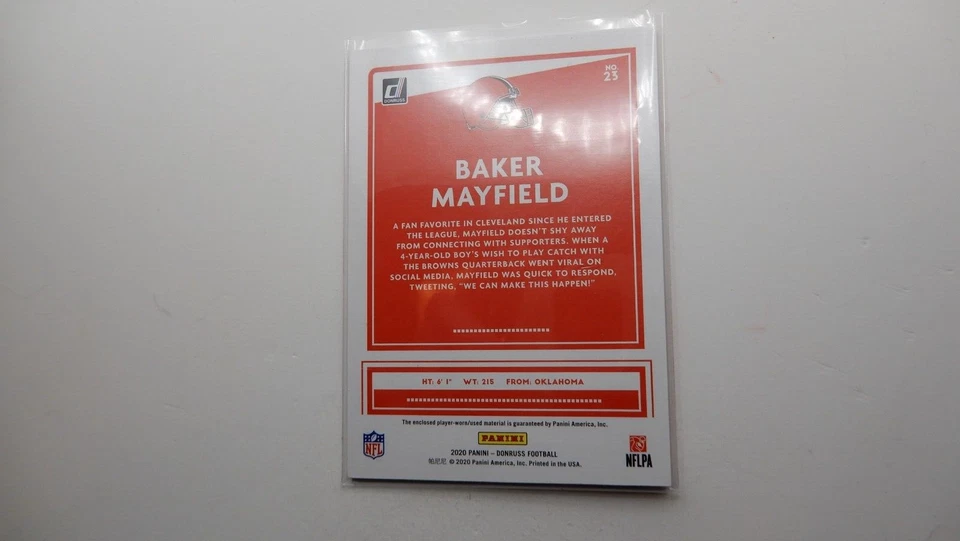 NO.
23
DONRUSS
BAKER
MAYFIELD
A FAN FAVORITE IN CLEVELAND SINCE HE ENTERED
THE LEAGUE, MAYFIELD DOESN'T SHY AWAY
FROM CONNECTING WITH SUPPORTERS. WHEN A
4-YEAR-OLD BOY'S WISH TO PLAY CATCH WITH
THE BROWNS QUARTERBACK WENT VIRAL ON
SOCIAL MEDIA, MAYFIELD WAS QUICK TO RESPOND,
TWEETING, "WE CAN MAKE THIS HAPPEN!"
HT: 6' 1" WT: 215 FROM: OKLAHOMA
The enclosed player-worn/used material is guaranteed by Panini America, Inc.
PANINI
NFL
2020 PANINI – DONRUSS FOOTBALL
帕尼尼 © 2020 Panini America, Inc. Printed in the USA.
NFLPA